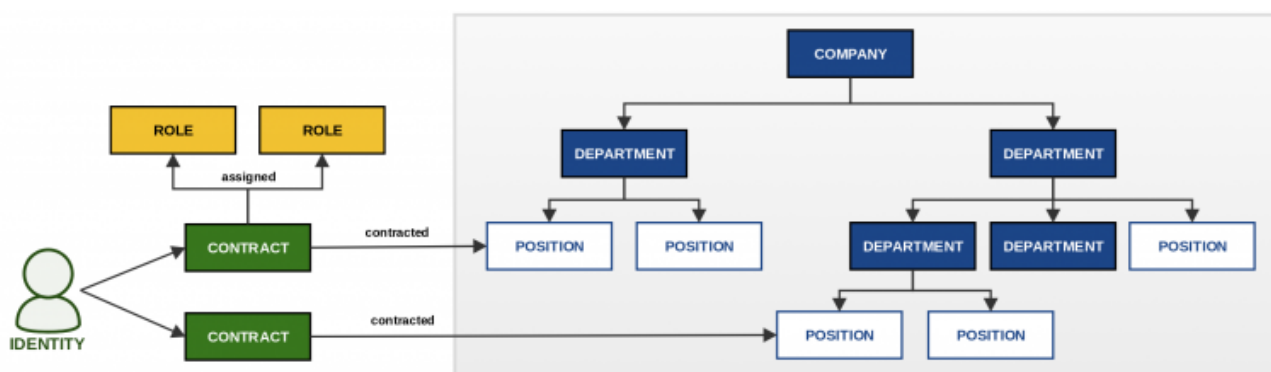 COMPANY
ROLE
ROLE
DEPARTMENT
DEPARTMENT
assigned
CONTRACT
contracted
POSITION
POSITION
DEPARTMENT
DEPARTMENT
POSITION
IDENTITY
CONTRACT
contracted
POSITION
POSITION